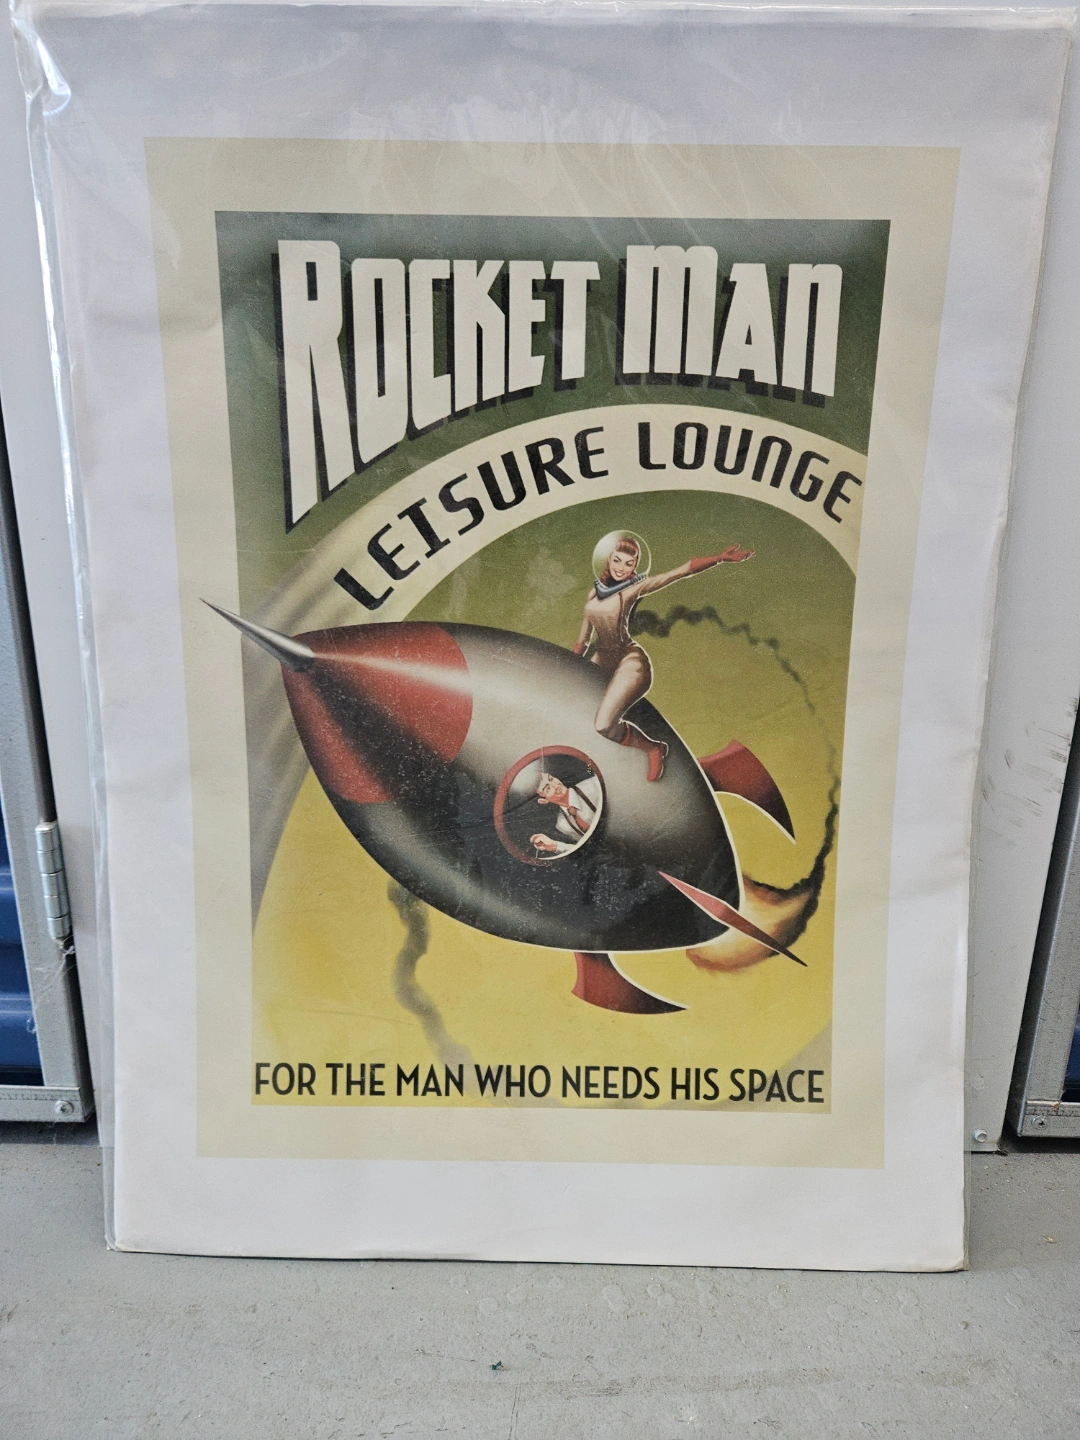 ROCKET MAN
LEISURE LOUNGE
FOR THE MAN WHO NEEDS HIS SPACE